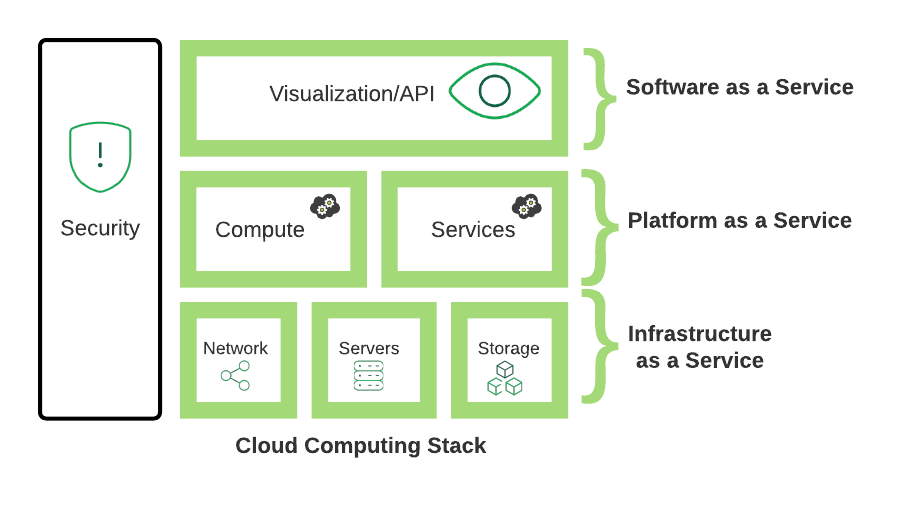 Security
Visualization/API
Software as a Service
Compute
Services
Platform as a Service
Network
Servers
Storage
Infrastructure
as a Service
Cloud Computing Stack